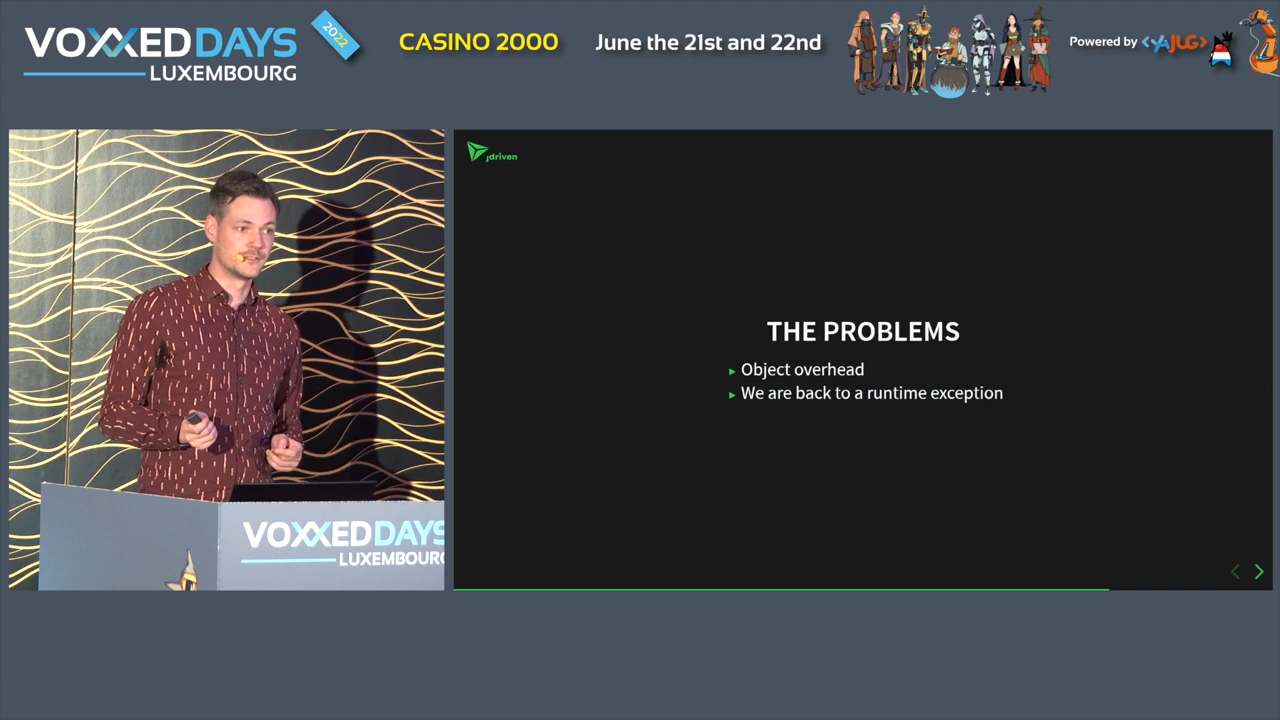 VOXXED DAYS
LUXEMBOURG
2022
CASINO 2000
June the 21st and 22nd
Powered by <YAJUG>
jdriven
THE PROBLEMS
Object overhead
We are back to a runtime exception
VOXXED DAYS
LUXEMBOURG